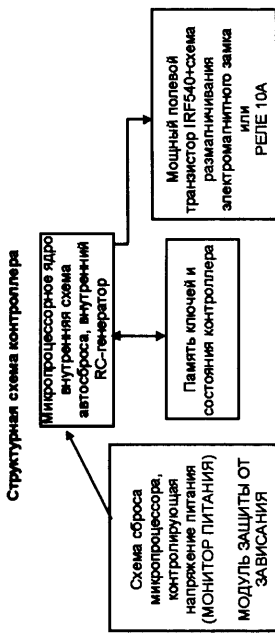 Структурная схема контроллера
Схема сброса
микропроцессора,
контролирующая
напряжение питания
(МОНИТОР ПИТАНИЯ)
МОДУЛЬ ЗАЩИТЫ ОТ
ЗАВИСАНИЯ
Микропроцессорное ядро
внутренняя схема
автосброса, внутренний
RC-генератор
Память ключей и
состояния контроллера
Мощный полевой
транзистор IRF540+схема
размагничивания
электромагнитного замка
или
РЕЛЕ 10А